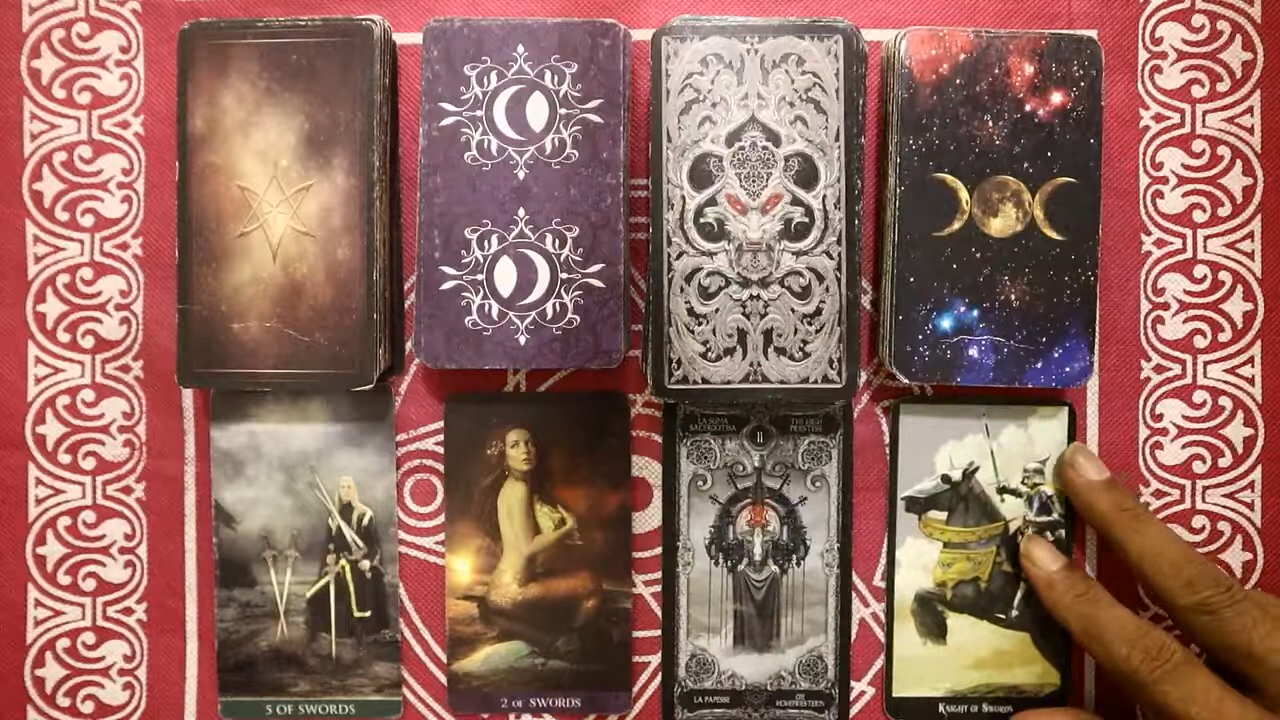 LA SUMA
SACERDOTISA
THE HIGH
PRIESTESS
II
5 OF SWORDS
2 OF SWORDS
LA PAPESSE
DIE
HOHEPRIESTERIN
KNIGHT OF SWORDS